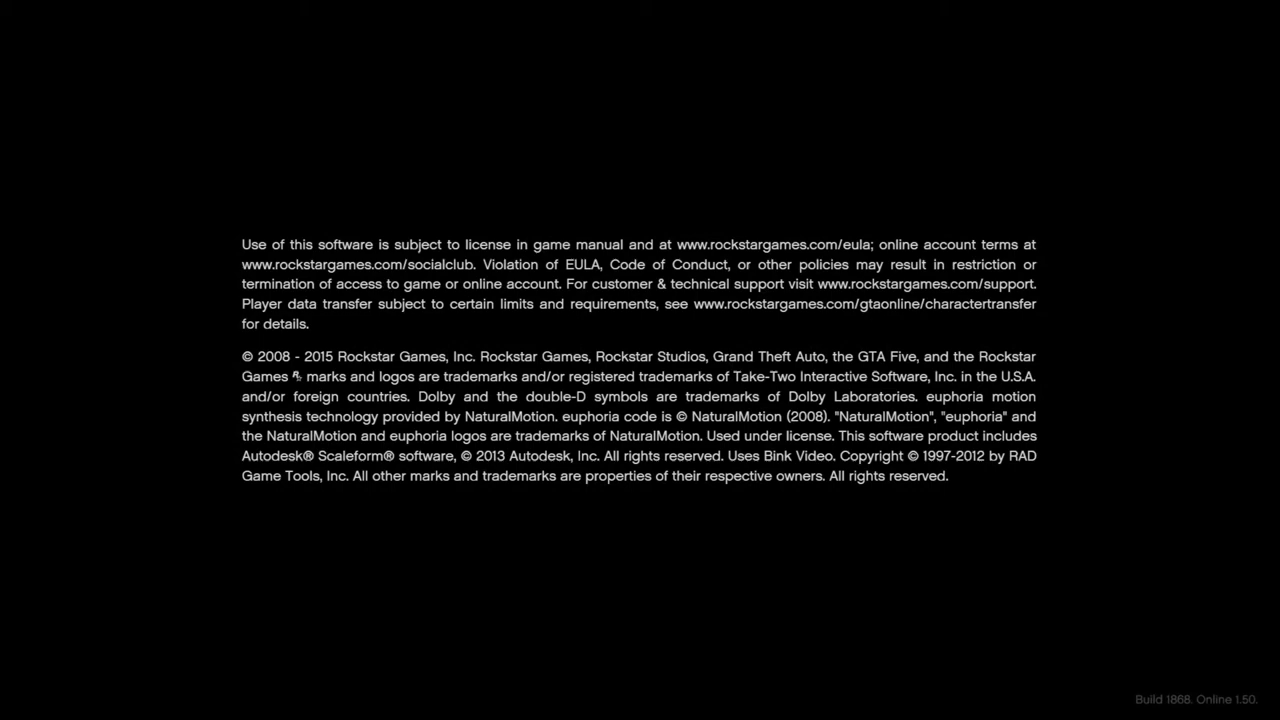 Use of this software is subject to license in game manual and at www.rockstargames.com/eula; online account terms at
www.rockstargames.com/socialclub. Violation of EULA, Code of Conduct, or other policies may result in restriction or
termination of access to game or online account. For customer & technical support visit www.rockstargames.com/support.
Player data transfer subject to certain limits and requirements, see www.rockstargames.com/gtaonline/charactertransfer
for details.
© 2008 - 2015 Rockstar Games, Inc. Rockstar Games, Rockstar Studios, Grand Theft Auto, the GTA Five, and the Rockstar
Games R* marks and logos are trademarks and/or registered trademarks of Take-Two Interactive Software, Inc. in the U.S.A.
and/or foreign countries. Dolby and the double-D symbols are trademarks of Dolby Laboratories. euphoria motion
synthesis technology provided by NaturalMotion. euphoria code is © NaturalMotion (2008). "NaturalMotion", "euphoria" and
the NaturalMotion and euphoria logos are trademarks of NaturalMotion. Used under license. This software product includes
Autodesk® Scaleform® software, © 2013 Autodesk, Inc. All rights reserved. Uses Bink Video. Copyright © 1997-2012 by RAD
Game Tools, Inc. All other marks and trademarks are properties of their respective owners. All rights reserved.
Build 1868. Online 1.50.